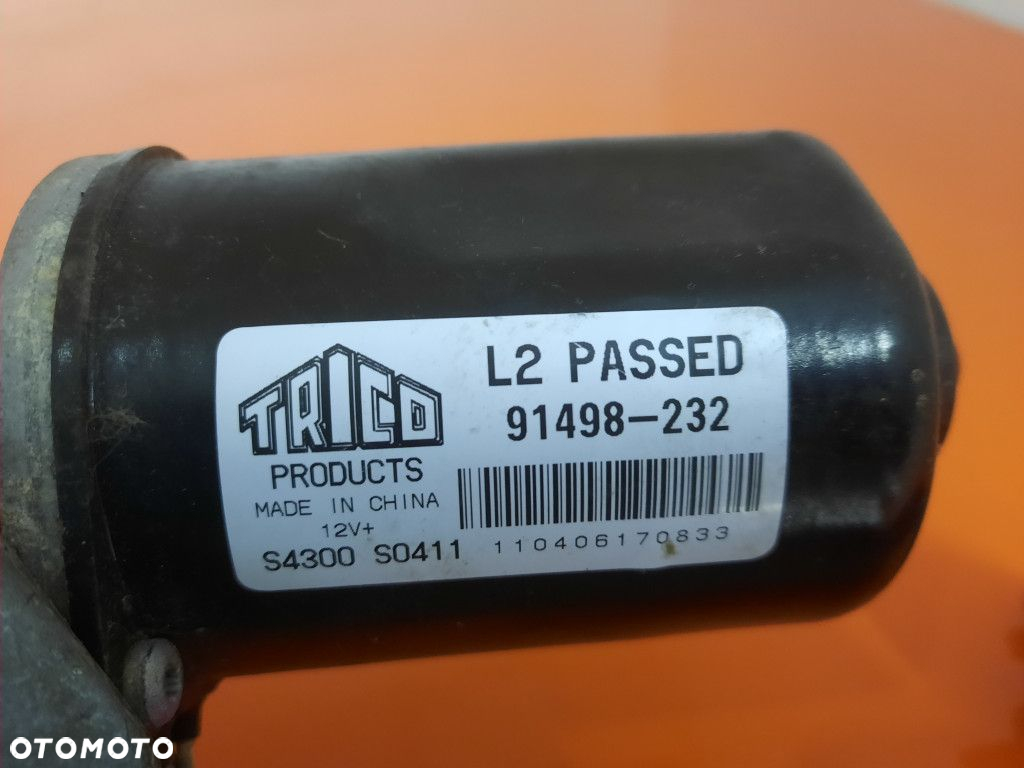 TRICO
PRODUCTS
MADE IN CHINA
12V+
S4300 S0411
L2 PASSED
91498-232
110406170833
OTOMOTO